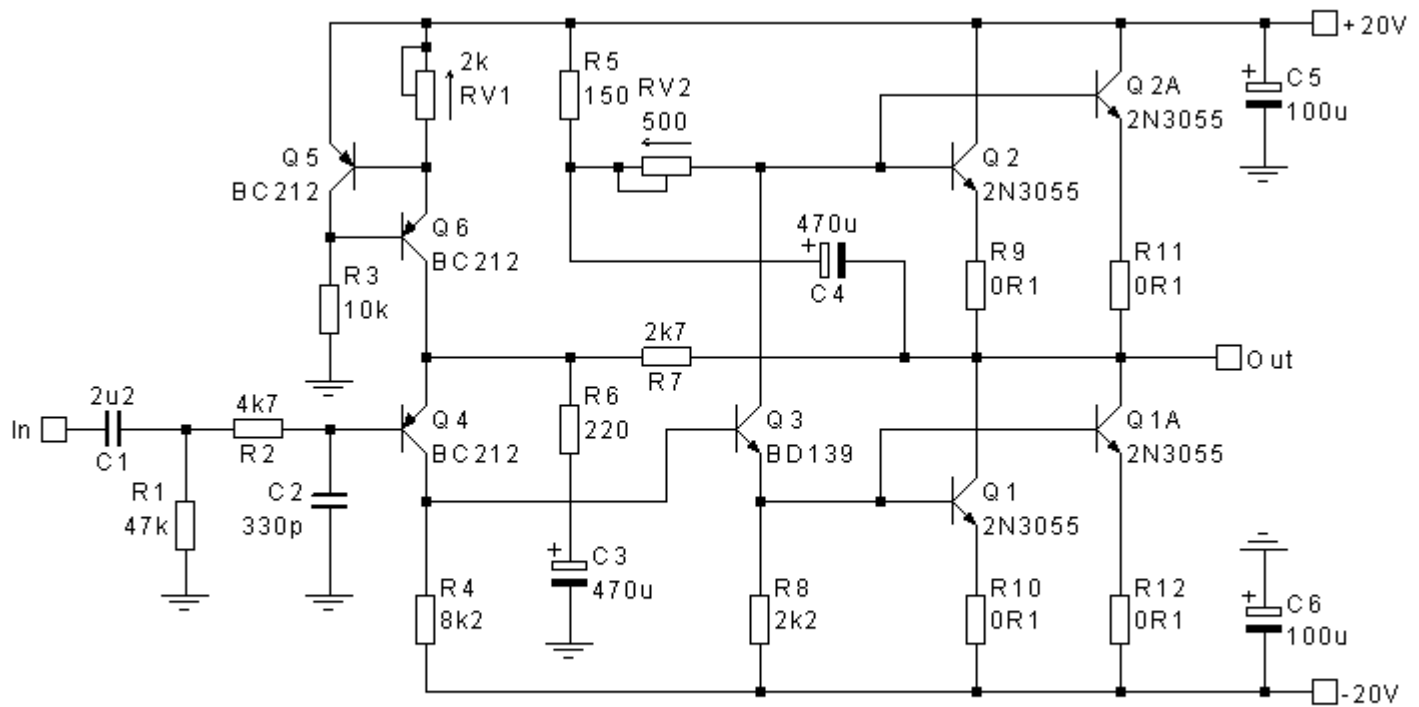 +20V
2k
RV1
R5
150
RV2
500
Q2A
2N3055
C5
100u
Q5
BC212
Q2
2N3055
Q6
BC212
470u
C4
R9
0R1
R11
0R1
R3
10k
2k7
R7
Out
In
2u2
C1
4k7
R2
Q4
BC212
R6
220
Q3
BD139
Q1A
2N3055
R1
47k
C2
330p
Q1
2N3055
C3
470u
R4
8k2
R8
2k2
R10
0R1
R12
0R1
C6
100u
-20V
+
+
+
+